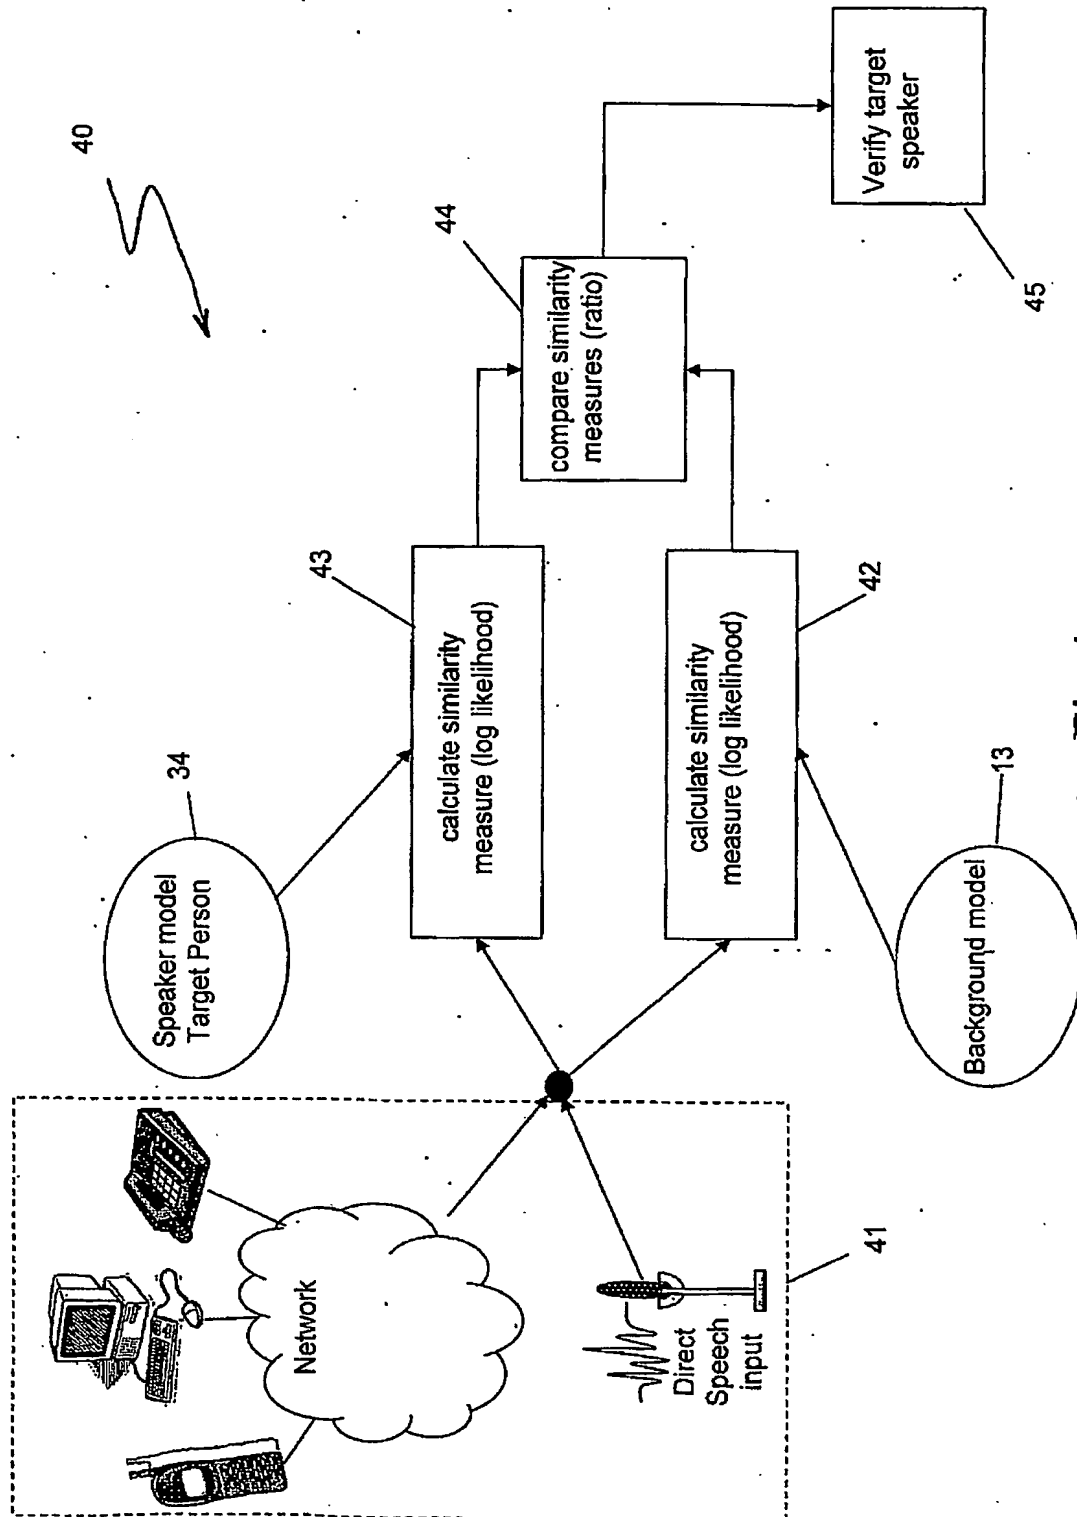 40
Speaker model
Target Person
34
calculate similarity
measure (log likelihood)
43
compare similarity
measures (ratio)
44
Verify target
speaker
45
Network
Direct
Speech
input
41
calculate similarity
measure (log likelihood)
42
Background model
13